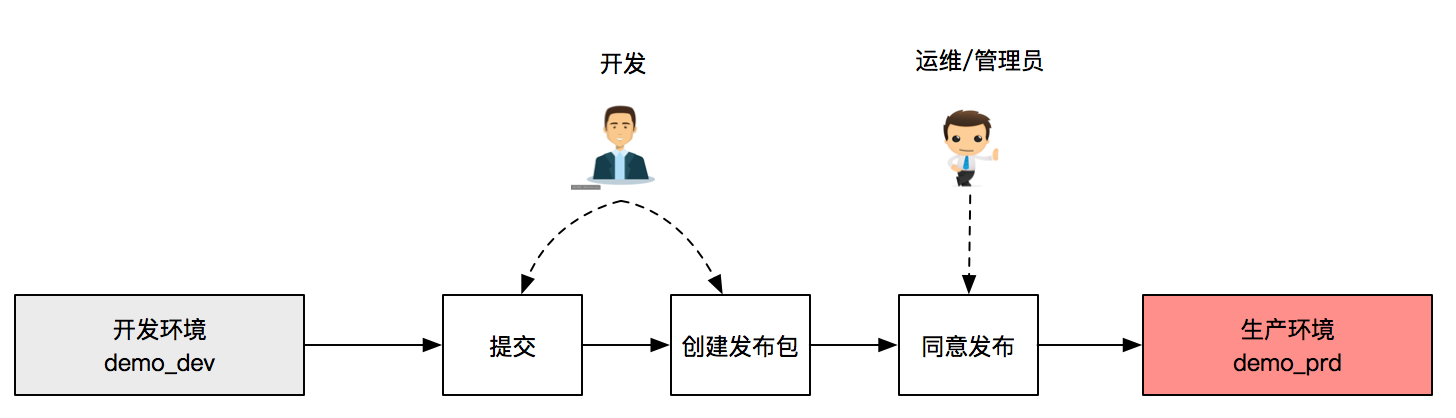 开发
运维/管理员
开发环境
demo_dev
提交
创建发布包
同意发布
生产环境
demo_prd